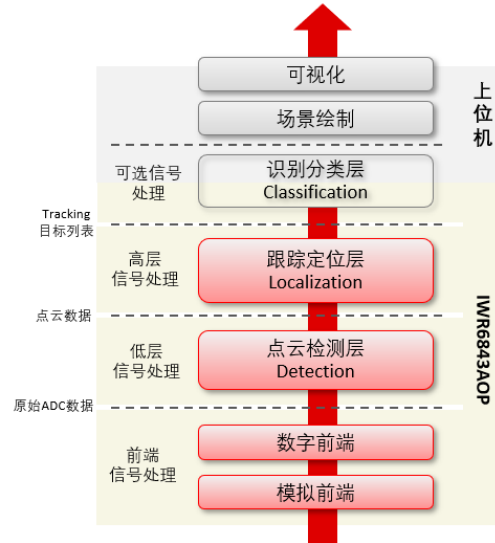 可视化
场景绘制
上位机
可选信号
处理
识别分类层
Classification
Tracking
目标列表
高层
信号处理
跟踪定位层
Localization
IWR6843AOP
点云数据
低层
信号处理
点云检测层
Detection
原始ADC数据
前端
信号处理
数字前端
模拟前端